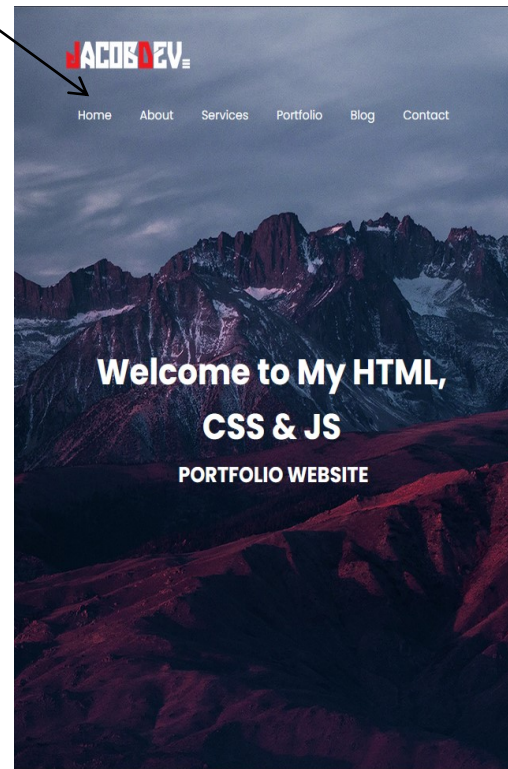 JACOBDEV
Home About Services Portfolio Blog Contact
Welcome to My HTML,
CSS & JS
PORTFOLIO WEBSITE